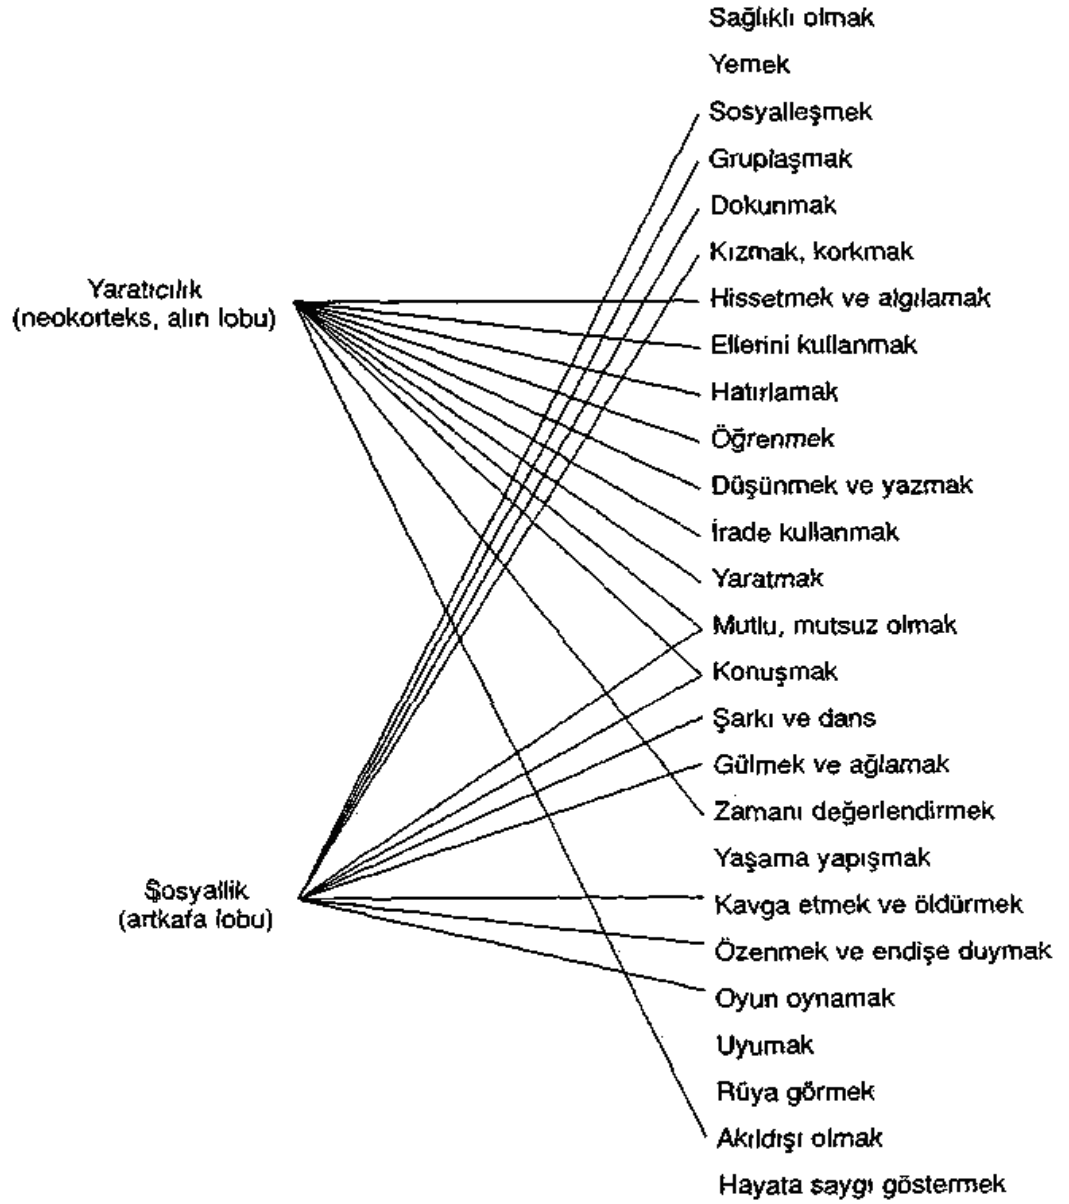 Sağlıklı olmak
Yemek
Sosyalleşmek
Gruplaşmak
Dokunmak
Kızmak, korkmak
Yaratıcılık
(neokorteks, alın lobu)
Hissetmek ve algılamak
Ellerini kullanmak
Hatırlamak
Öğrenmek
Düşünmek ve yazmak
İrade kullanmak
Yaratmak
Mutlu, mutsuz olmak
Konuşmak
Şarkı ve dans
Gülmek ve ağlamak
Zamanı değerlendirmek
Yaşama yapışmak
Sosyallik
(artkafa lobu)
Kavga etmek ve öldürmek
Özenmek ve endişe duymak
Oyun oynamak
Uyumak
Rüya görmek
Akıldışı olmak
Hayata saygı göstermek